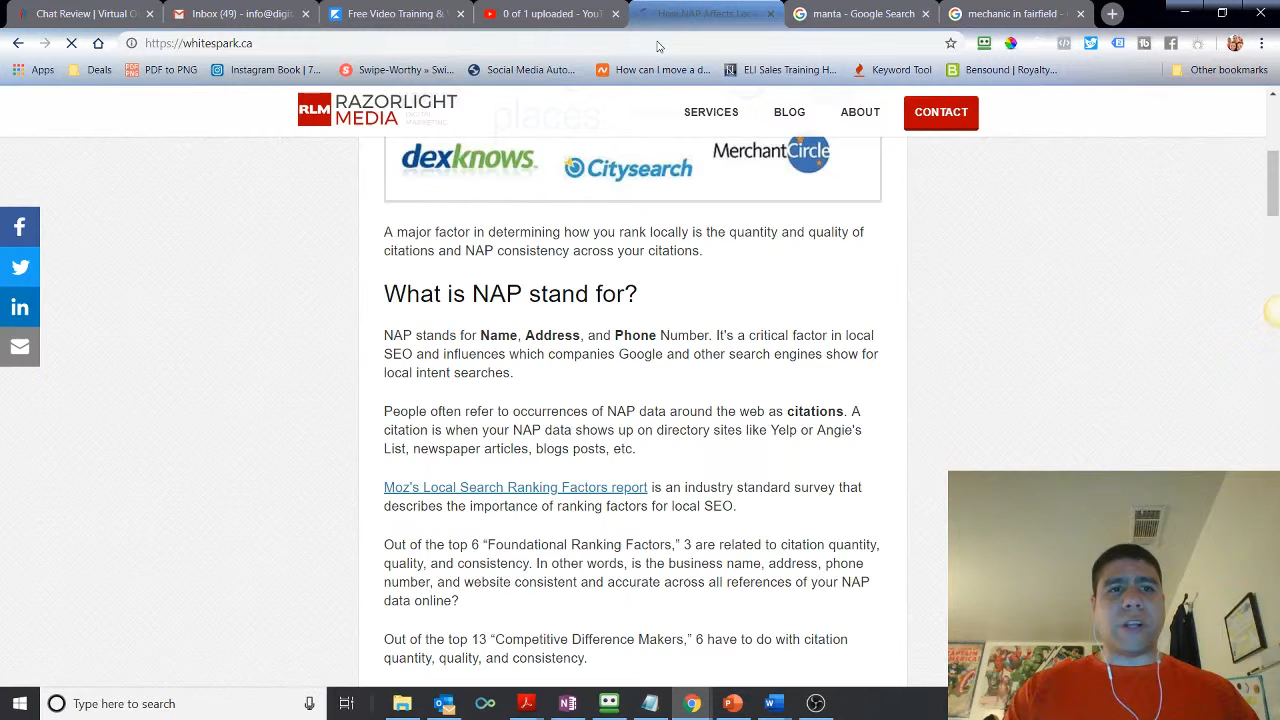 Chat Review | Virtual G
Inbox (49) - info@digi
Free Video Training &
0 of 1 uploaded - YouT
How NAP Affects Loc
manta - Google Search
mechanic in fairfield -
https://whitespark.ca
Apps
Deals
PDF to PNG
Instagram Book | 7...
Swipe-Worthy » Swi...
Social Media Auto...
How can I move a d...
ELI Sales Training H...
Keyword Tool
Bensound | Royalty...
Other bookmarks
RLM RAZORLIGHT
MEDIA DIGITAL
MARKETING
SERVICES
BLOG
ABOUT
CONTACT
places
dexknows
Citysearch
MerchantCircle
A major factor in determining how you rank locally is the quantity and quality of
citations and NAP consistency across your citations.
What is NAP stand for?
NAP stands for Name, Address, and Phone Number. It's a critical factor in local
SEO and influences which companies Google and other search engines show for
local intent searches.
People often refer to occurrences of NAP data around the web as citations. A
citation is when your NAP data shows up on directory sites like Yelp or Angie's
List, newspaper articles, blogs posts, etc.
Moz's Local Search Ranking Factors report is an industry standard survey that
describes the importance of ranking factors for local SEO.
Out of the top 6 “Foundational Ranking Factors,” 3 are related to citation quantity,
quality, and consistency. In other words, is the business name, address, phone
number, and website consistent and accurate across all references of your NAP
data online?
Out of the top 13 “Competitive Difference Makers,” 6 have to do with citation
quantity, quality, and consistency.
Type here to search